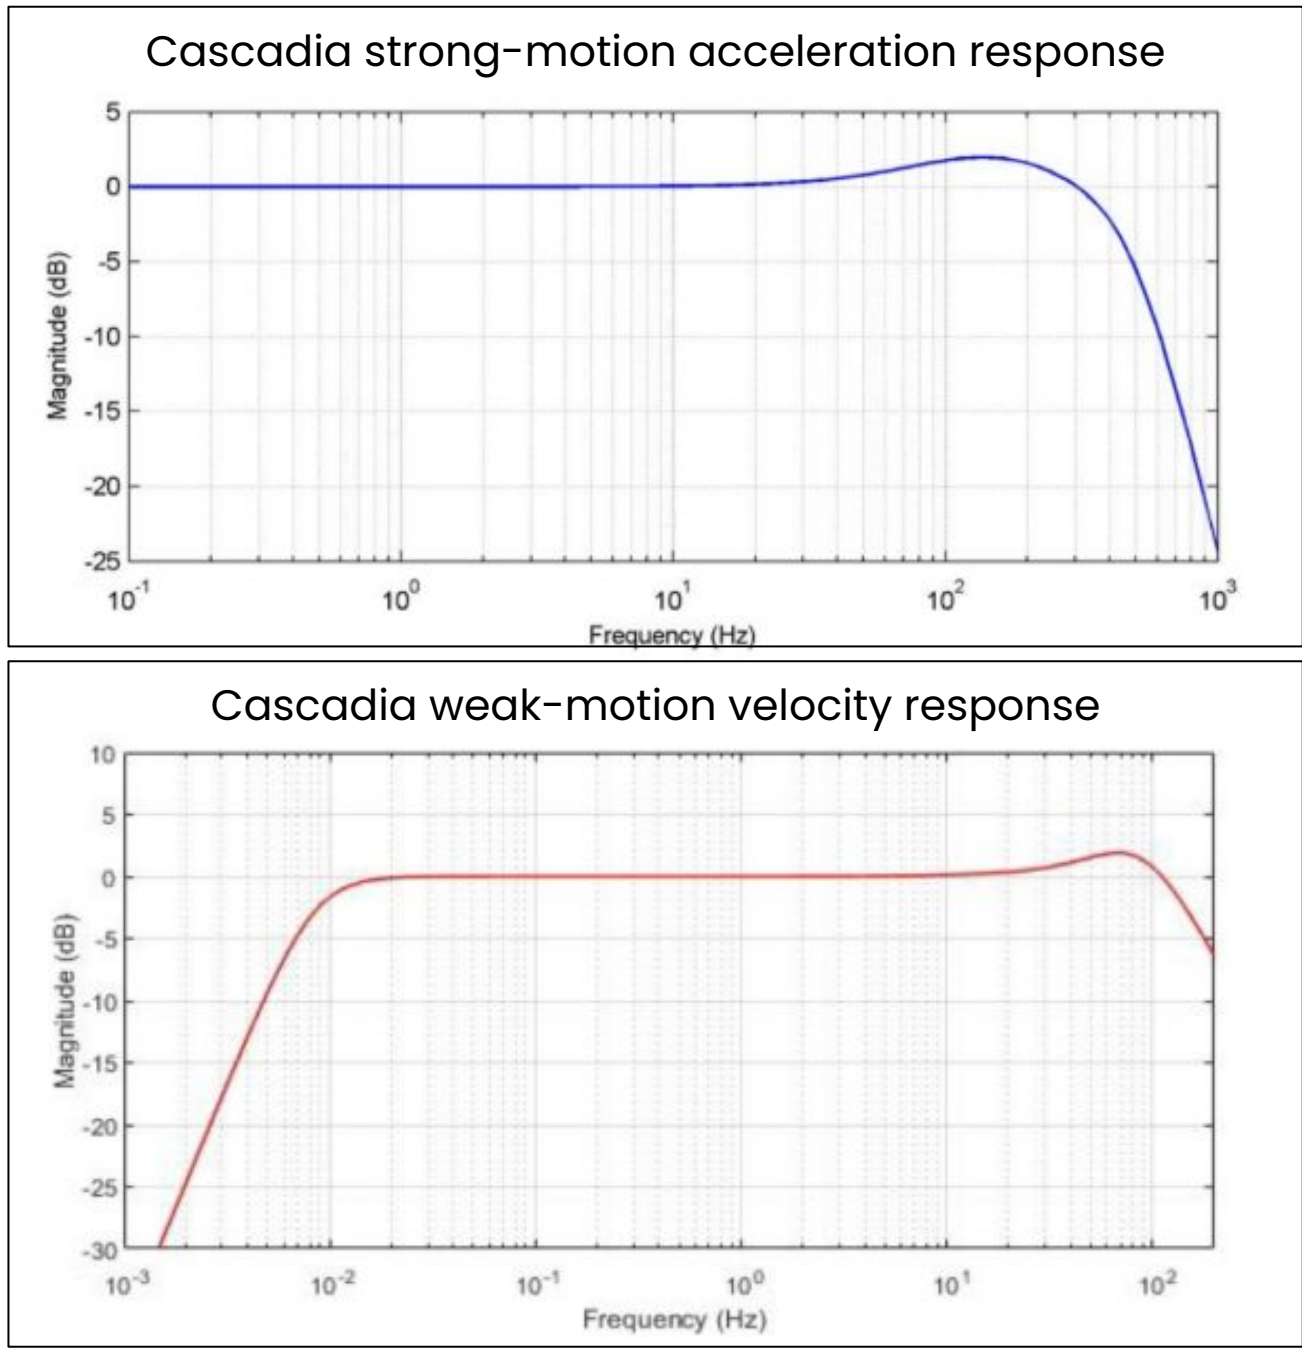 Cascadia strong-motion acceleration response
5
0
-5
-10
-15
-20
-25
Magnitude (dB)
10^-1 10^0 10^1 10^2 10^3
Frequency (Hz)
Cascadia weak-motion velocity response
10
5
0
-5
-10
-15
-20
-25
-30
Magnitude (dB)
10^-3 10^-2 10^-1 10^0 10^1 10^2
Frequency (Hz)